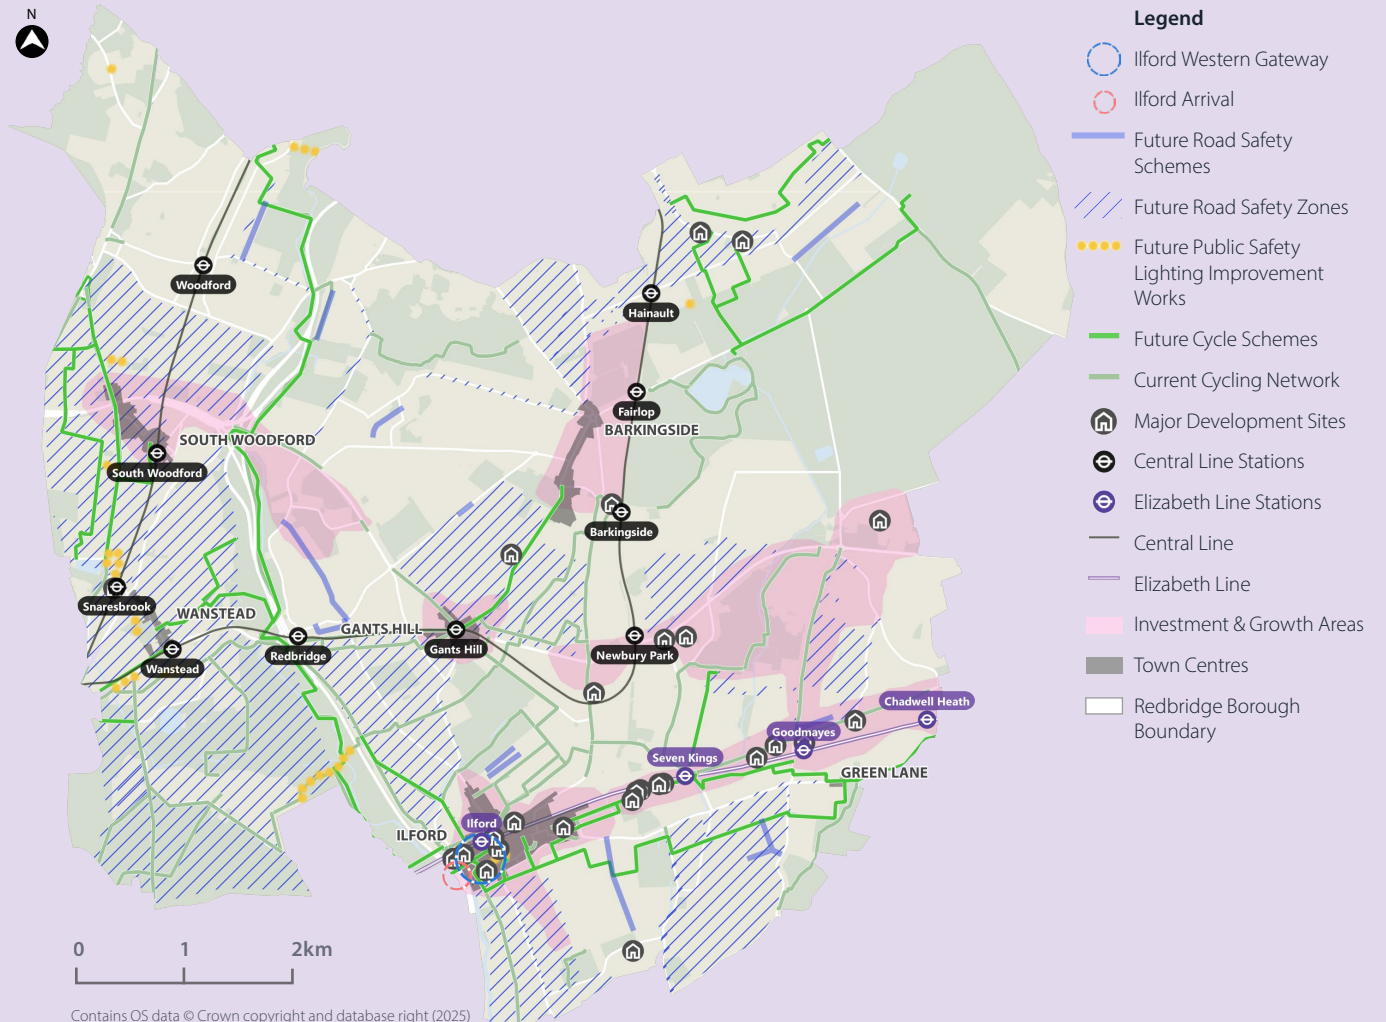 N
Woodford
Hainault
Fairlop
BARKINGSIDE
SOUTH WOODFORD
South Woodford
Barkingside
Snaresbrook
WANSTEAD
GANTS HILL
Wanstead
Redbridge
Gants Hill
Newbury Park
Chadwell Heath
Goodmayes
Seven Kings
GREEN LANE
Ilford
ILFORD
0 1 2km
Contains OS data © Crown copyright and database right (2025)
Legend
Ilford Western Gateway
Ilford Arrival
Future Road Safety
Schemes
Future Road Safety Zones
Future Public Safety
Lighting Improvement
Works
Future Cycle Schemes
Current Cycling Network
Major Development Sites
Central Line Stations
Elizabeth Line Stations
Central Line
Elizabeth Line
Investment & Growth Areas
Town Centres
Redbridge Borough
Boundary